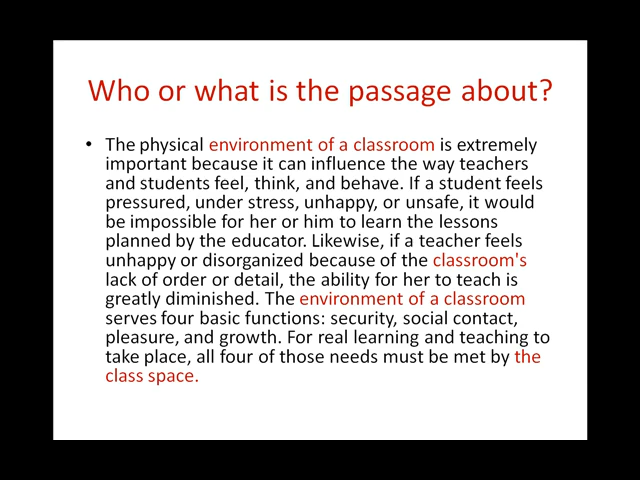 Who or what is the passage about?
• The physical environment of a classroom is extremely
important because it can influence the way teachers
and students feel, think, and behave. If a student feels
pressured, under stress, unhappy, or unsafe, it would
be impossible for her or him to learn the lessons
planned by the educator. Likewise, if a teacher feels
unhappy or disorganized because of the classroom's
lack of order or detail, the ability for her to teach is
greatly diminished. The environment of a classroom
serves four basic functions: security, social contact,
pleasure, and growth. For real learning and teaching to
take place, all four of those needs must be met by the
class space.